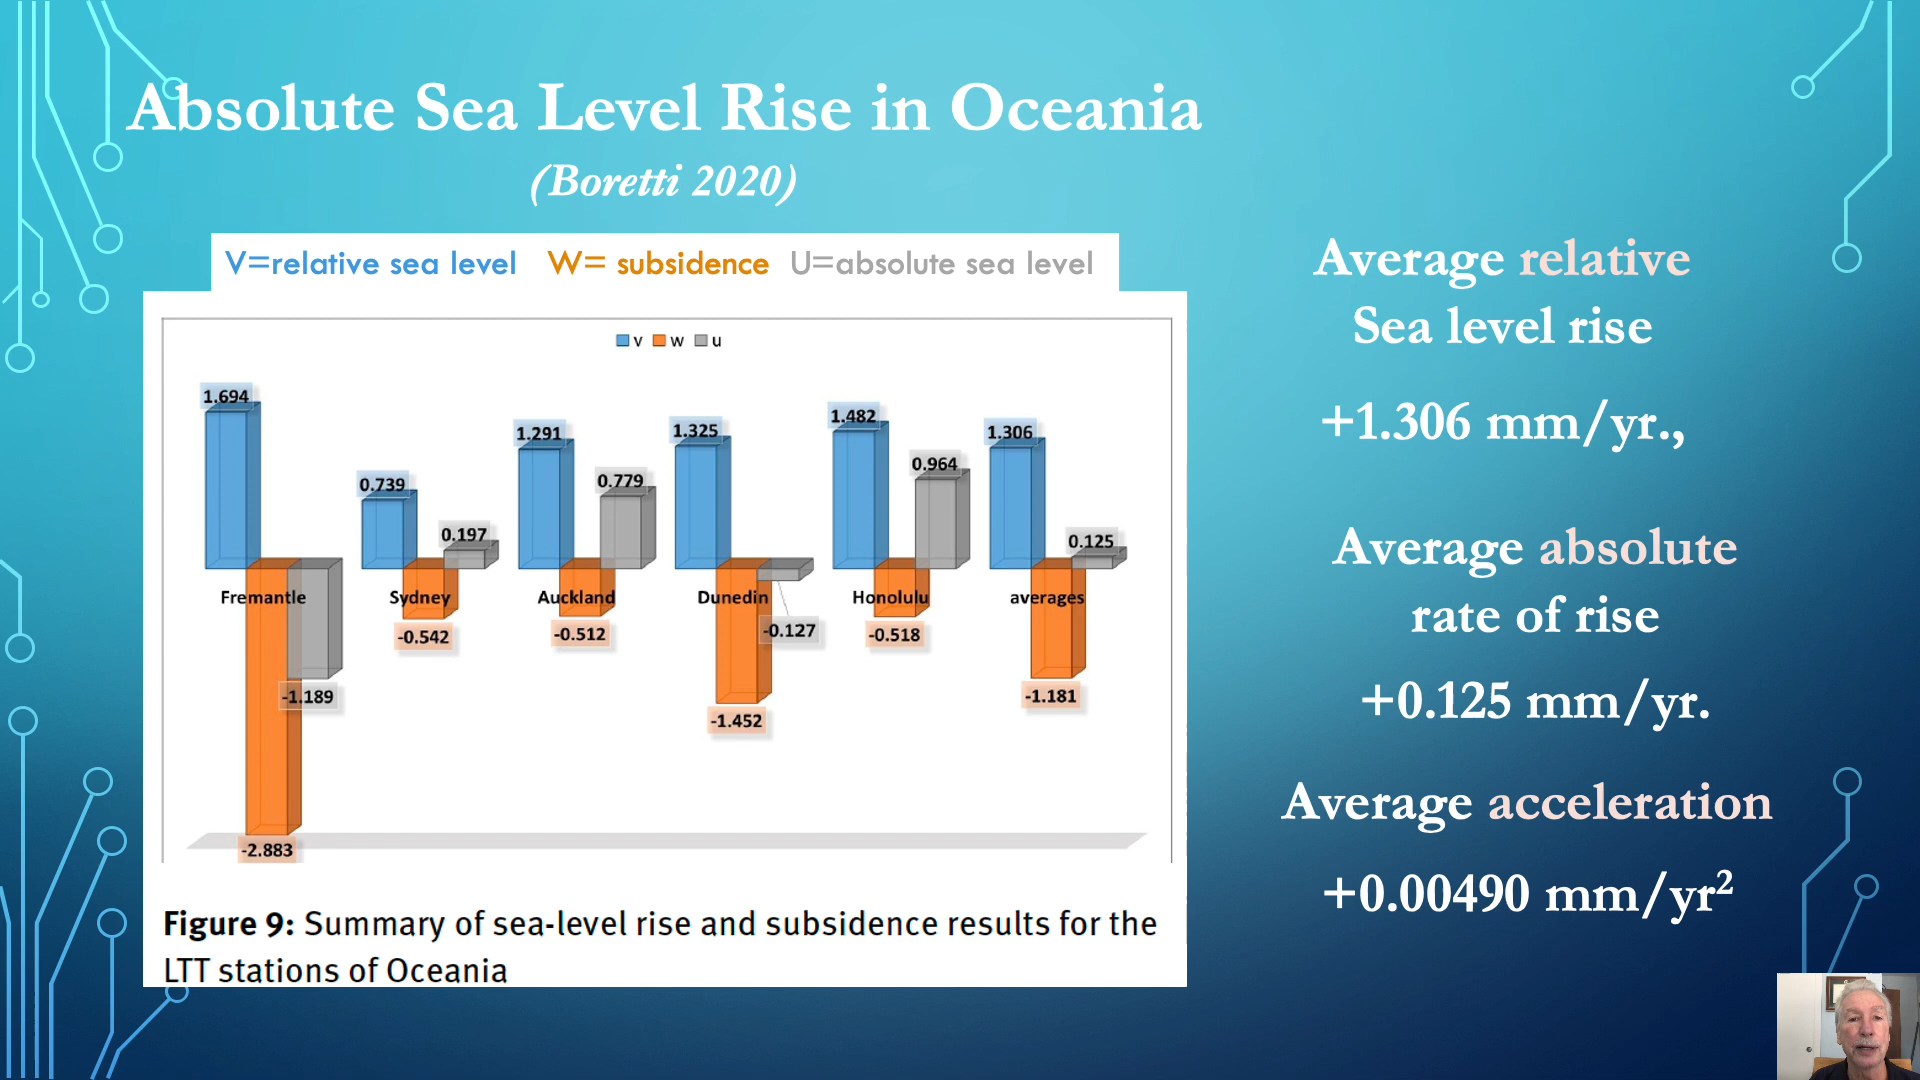 Absolute Sea Level Rise in Oceania
(Boretti 2020)
V=relative sea level W= subsidence U=absolute sea level
v w u
1.694
0.739
1.291
1.325
1.482
1.306
0.197
0.779
0.964
0.125
Fremantle Sydney Auckland Dunedin Honolulu averages
-1.189
-2.883
-0.542
-0.512
-0.127
-1.452
-0.518
-1.181
Figure 9: Summary of sea-level rise and subsidence results for the
LTT stations of Oceania
Average relative
Sea level rise
+1.306 mm/yr.,
Average absolute
rate of rise
+0.125 mm/yr.
Average acceleration
+0.00490 mm/yr²